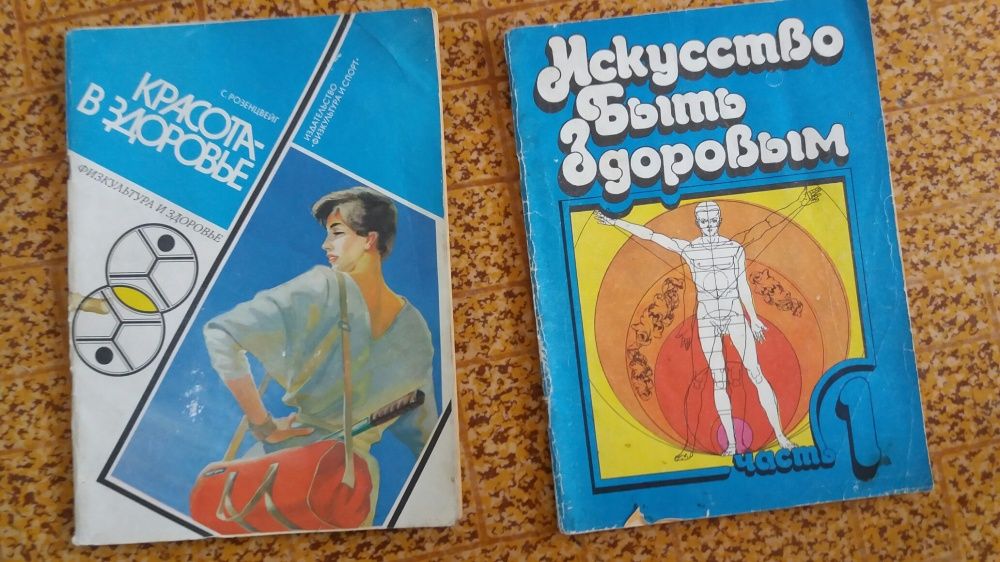 С. РОЗЕНЦВЕЙГ
КРАСОТА-
В ЗДОРОВЬЕ
ФИЗКУЛЬТУРА И ЗДОРОВЬЕ
ИЗДАТЕЛЬСТВО
«ФИЗКУЛЬТУРА И СПОРТ»
Искусство
Быть
Здоровым
часть 1